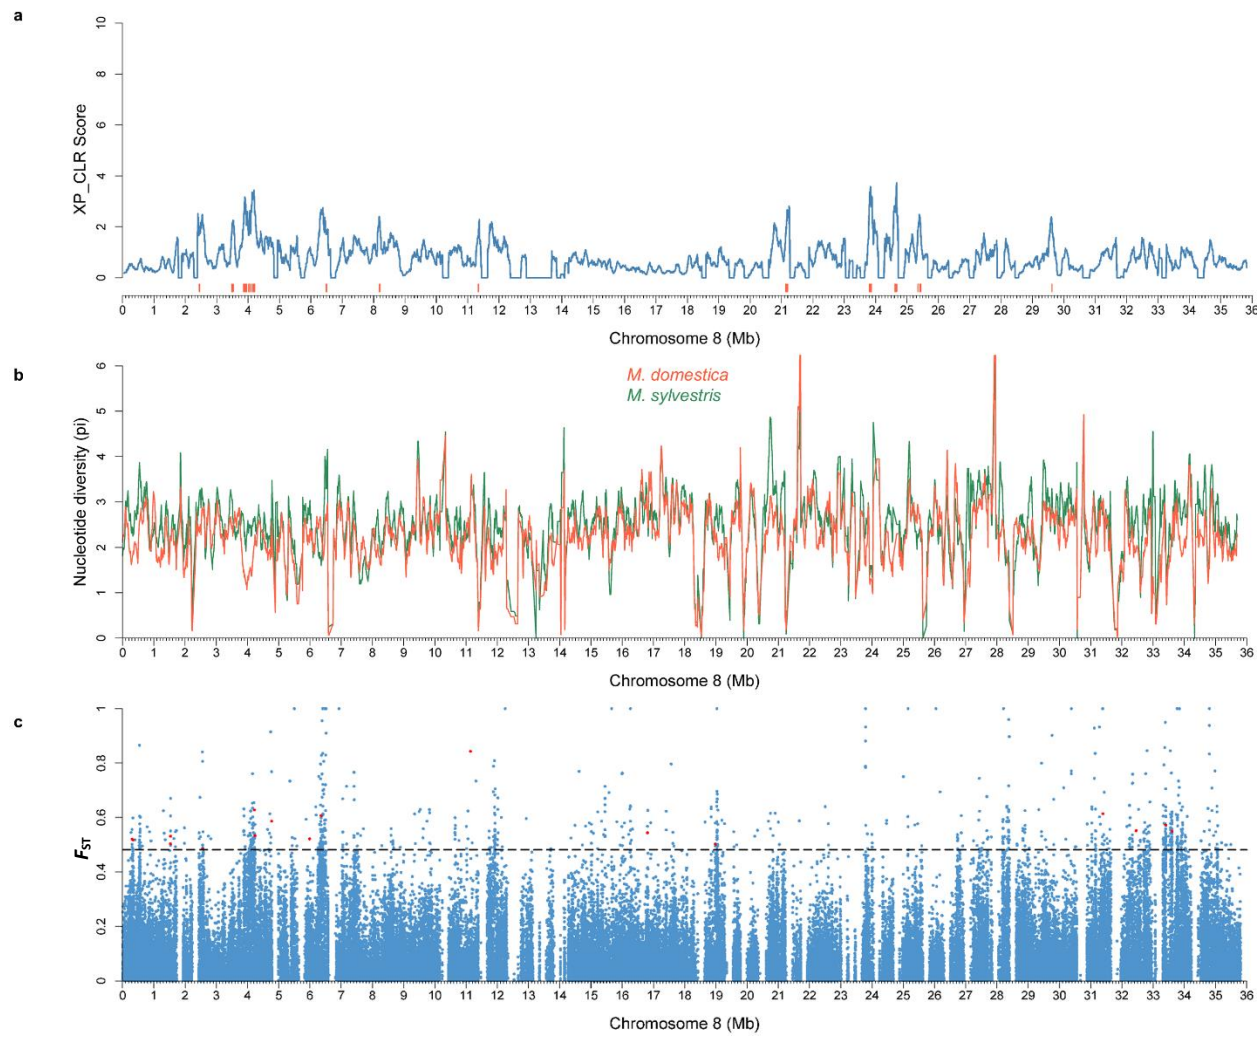 a
10
8
6
4
2
0
XP_CLR Score
0 1 2 3 4 5 6 7 8 9 10 11 12 13 14 15 16 17 18 19 20 21 22 23 24 25 26 27 28 29 30 31 32 33 34 35 36
Chromosome 8 (Mb)
b
6
5
4
3
2
1
0
Nucleotide diversity (pi)
M. domestica
M. sylvestris
0 1 2 3 4 5 6 7 8 9 10 11 12 13 14 15 16 17 18 19 20 21 22 23 24 25 26 27 28 29 30 31 32 33 34 35 36
Chromosome 8 (Mb)
c
1
0.8
0.6
0.4
0.2
0
FST
0 1 2 3 4 5 6 7 8 9 10 11 12 13 14 15 16 17 18 19 20 21 22 23 24 25 26 27 28 29 30 31 32 33 34 35 36
Chromosome 8 (Mb)